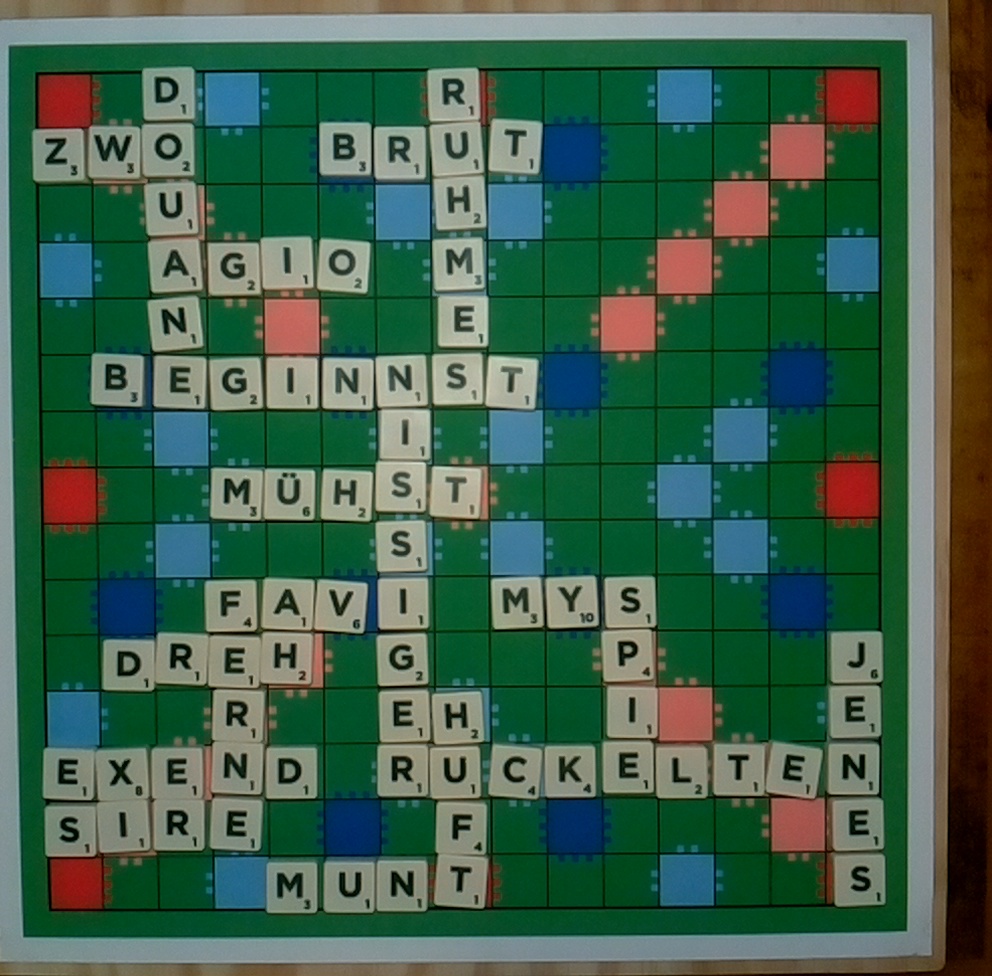 D R
ZWO BRUT
U H
AGIO M
N E
BEGINNST
I
MÜHST
S
FAVI MYS
DREH G P J
R EH I E
EXEND RUCKELTEN
SIRE F E
MUNT S